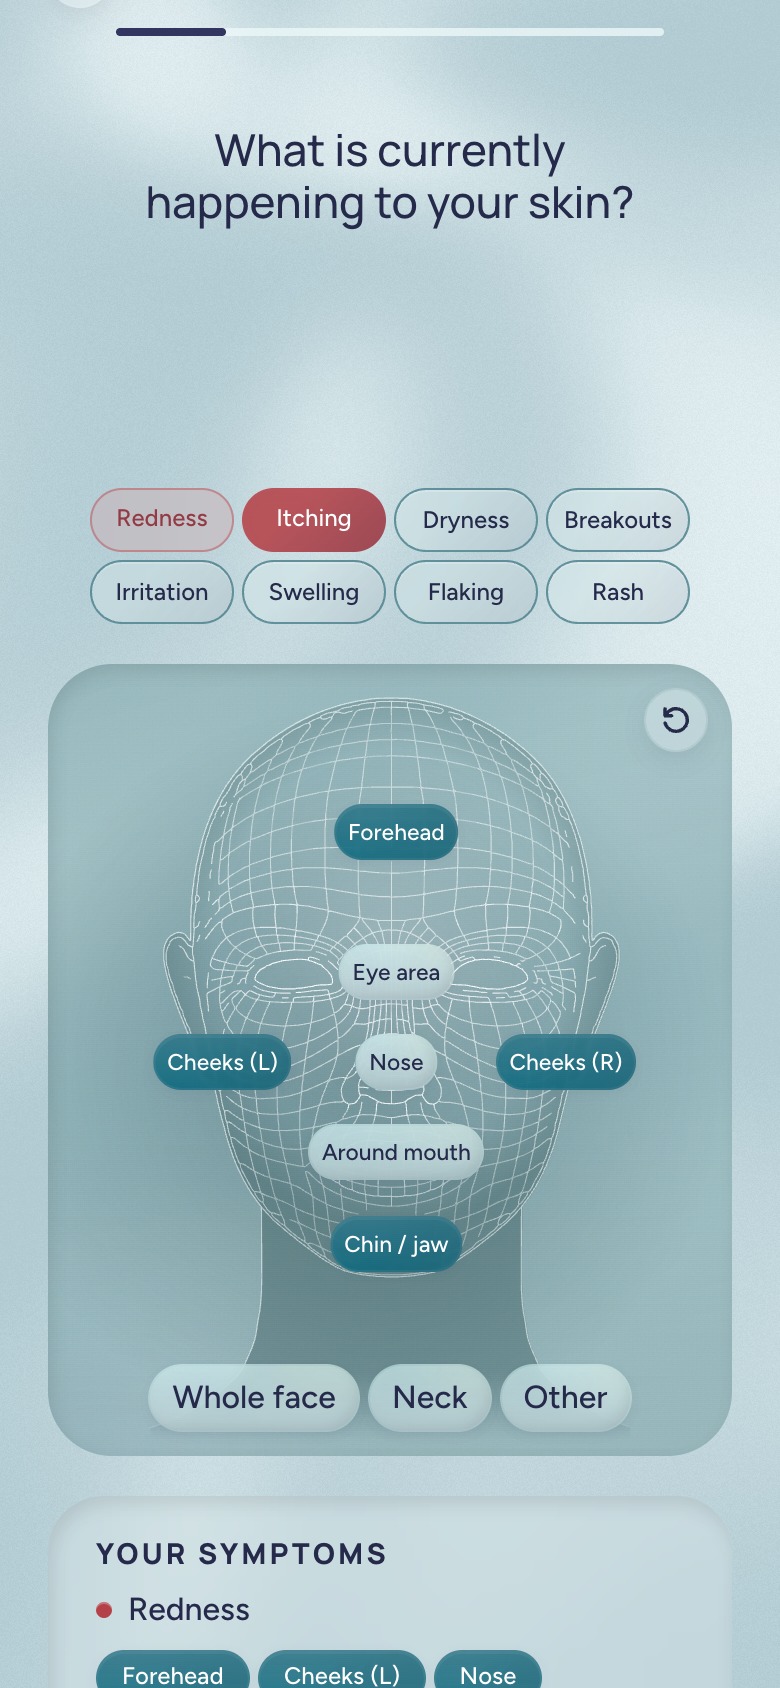 What is currently
happening to your skin?
Redness Itching Dryness Breakouts
Irritation Swelling Flaking Rash
Forehead
Eye area
Cheeks (L) Nose Cheeks (R)
Around mouth
Chin / jaw
Whole face Neck Other
YOUR SYMPTOMS
Redness
Forehead Cheeks (L) Nose